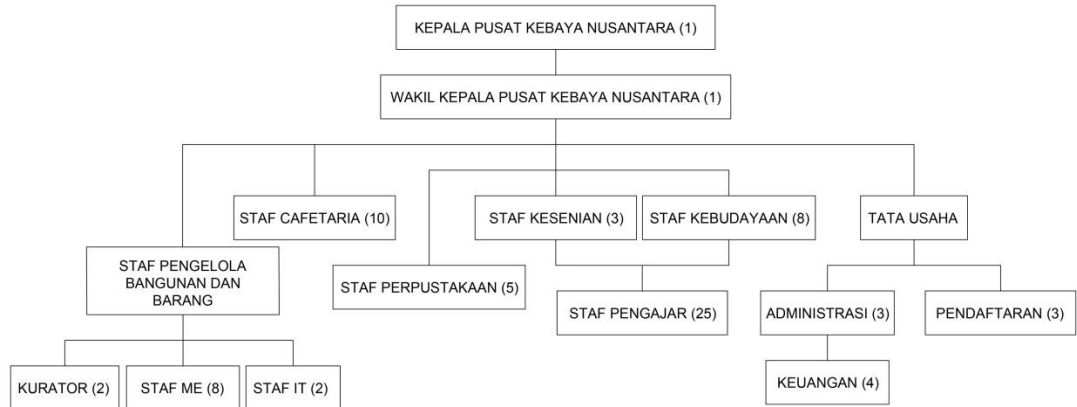 KEPALA PUSAT KEBAYA NUSANTARA (1)
WAKIL KEPALA PUSAT KEBAYA NUSANTARA (1)
STAF CAFETARIA (10)
STAF KESENIAN (3)
STAF KEBUDAYAAN (8)
TATA USAHA
STAF PENGELOLA
BANGUNAN DAN
BARANG
STAF PERPUSTAKAAN (5)
STAF PENGAJAR (25)
ADMINISTRASI (3)
PENDAFTARAN (3)
KURATOR (2)
STAF ME (8)
STAF IT (2)
KEUANGAN (4)